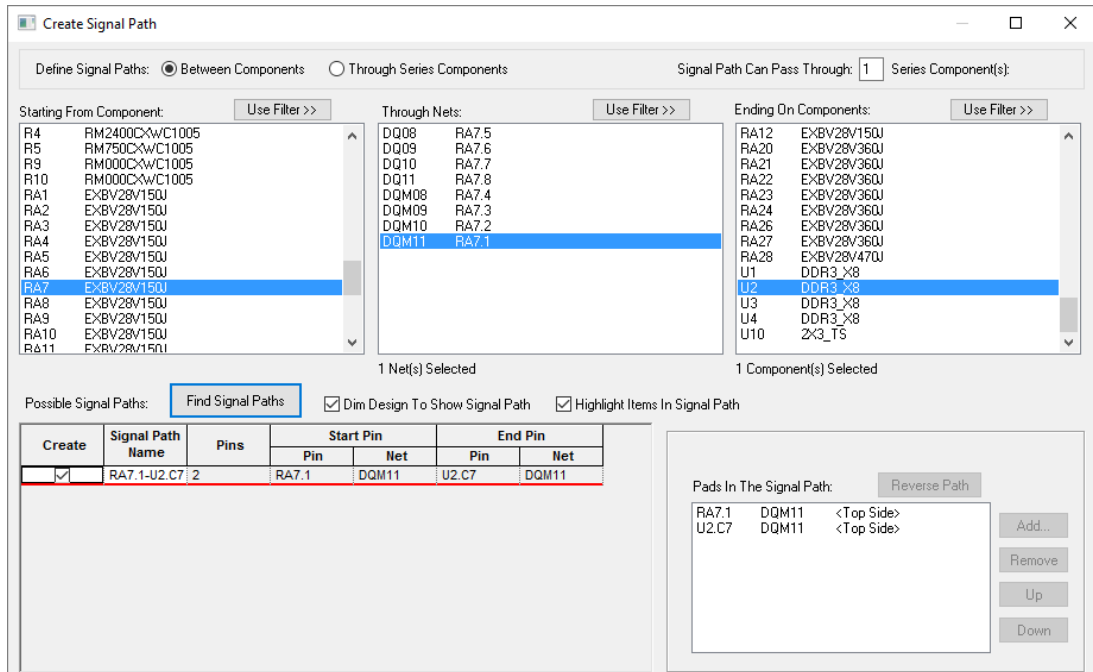 Create Signal Path
Define Signal Paths: Between Components Through Series Components Signal Path Can Pass Through: 1 Series Component(s):
Starting From Component: Use Filter >> Through Nets: Use Filter >> Ending On Components: Use Filter >>
R4 RM2400CXWC1005
R5 RM750CXWC1005
R9 RM000CXWC1005
R10 RM000CXWC1005
RA1 EXBV28V150J
RA2 EXBV28V150J
RA3 EXBV28V150J
RA4 EXBV28V150J
RA5 EXBV28V150J
RA6 EXBV28V150J
RA7 EXBV28V150J
RA8 EXBV28V150J
RA9 EXBV28V150J
RA10 EXBV28V150J
RA11 EXBV28V150J
DQ08 RA7.5
DQ09 RA7.6
DQ10 RA7.7
DQ11 RA7.8
DQM08 RA7.4
DQM09 RA7.3
DQM10 RA7.2
DQM11 RA7.1
1 Net(s) Selected
RA12 EXBV28V150J
RA20 EXBV28V360J
RA21 EXBV28V360J
RA22 EXBV28V360J
RA23 EXBV28V360J
RA24 EXBV28V360J
RA26 EXBV28V360J
RA27 EXBV28V360J
RA28 EXBV28V470J
U1 DDR3_X8
U2 DDR3_X8
U3 DDR3_X8
U4 DDR3_X8
U10 2X3_TS
1 Component(s) Selected
Possible Signal Paths: Find Signal Paths Dim Design To Show Signal Path Highlight Items In Signal Path
Create Signal Path Name Pins Start Pin End Pin
Pin Net Pin Net
RA7.1-U2.C7 2 RA7.1 DQM11 U2.C7 DQM11
Pads In The Signal Path: Reverse Path
RA7.1 DQM11 <Top Side>
U2.C7 DQM11 <Top Side>
Add...
Remove
Up
Down